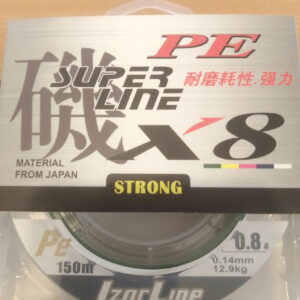 PE
磯 SUPER LINE
耐磨耗性.强力
X8
MATERIAL
FROM JAPAN
STRONG
PE
150m
0.8
0.14mm
12.9kg
IzorLine